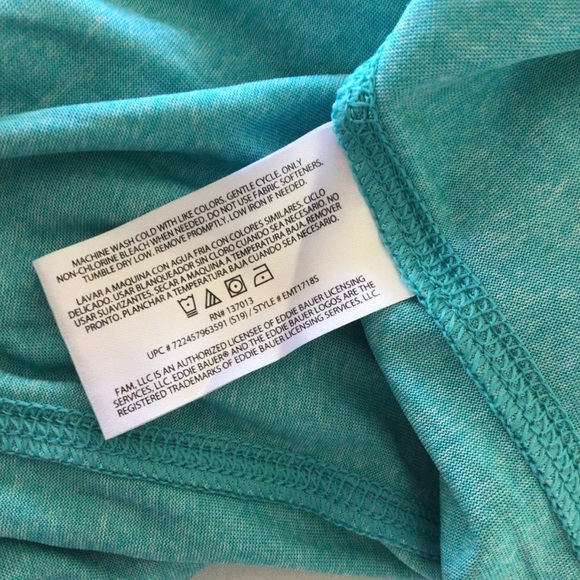 MACHINE WASH COLD WITH LIKE COLORS, GENTLE CYCLE. ONLY
NON-CHLORINE BLEACH WHEN NEEDED. DO NOT USE FABRIC SOFTENERS,
TUMBLE DRY LOW. REMOVE PROMPTLY. LOW IRON IF NEEDED.
LAVAR A MAQUINA CON AGUA FRIA CON COLORES SIMILARES. CICLO
DELICADO. USAR BLANQUEADOR SIN CLORO CUANDO SEA NECESARIO. NO
USAR SUAVIZANTES. SECAR A MAQUINA A TEMPERATURA BAJA. REMOVER
PRONTO. PLANCHAR A TEMPERATURA BAJA CUANDO SEA NECESARIO.
RN# 137013
UPC # 722457963591 (S19) / STYLE # EMT1718S
FAM, LLC IS AN AUTHORIZED LICENSEE OF EDDIE BAUER LICENSING
SERVICES, LLC. EDDIE BAUER® AND THE EDDIE BAUER LOGOS ARE THE
REGISTERED TRADEMARKS OF EDDIE BAUER LICENSING SERVICES, LLC.